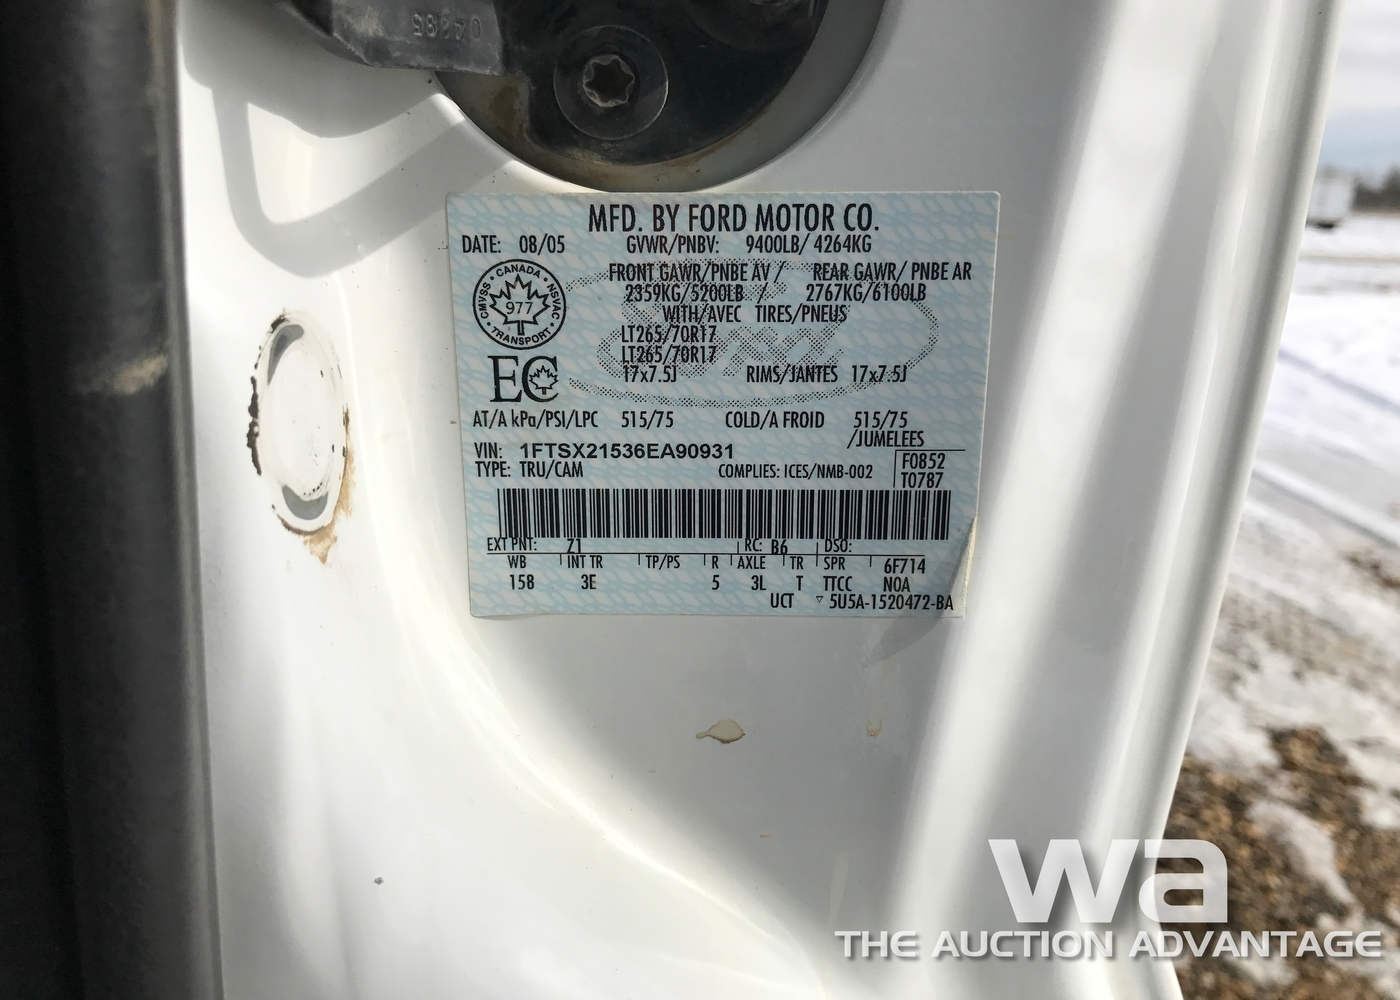 04385
MFD. BY FORD MOTOR CO.
DATE: 08/05 GVWR/PNBV: 9400LB/ 4264KG
FRONT GAWR/PNBE AV / REAR GAWR/ PNBE AR
2359KG/5200LB / 2767KG/6100LB
WITH/AVEC TIRES/PNEUS
LT265/70R17
LT265/70R17
17x7.5J RIMS/JANTES 17x7.5J
CANADA
CMVSS · NSVAC
977
TRANSPORT
EC
AT/A kPa/PSI/LPC 515/75 COLD/A FROID 515/75
/JUMELEES
VIN: 1FTSX21536EA90931
TYPE: TRU/CAM COMPLIES: ICES/NMB-002
F0852
T0787
EXT PNT: Z1 RC: B6 DSO:
WB INT TR TP/PS R AXLE TR SPR 6F714
158 3E 5 3L T TTCC NOA
UCT ▽ 5U5A-1520472-BA
wa
THE AUCTION ADVANTAGE